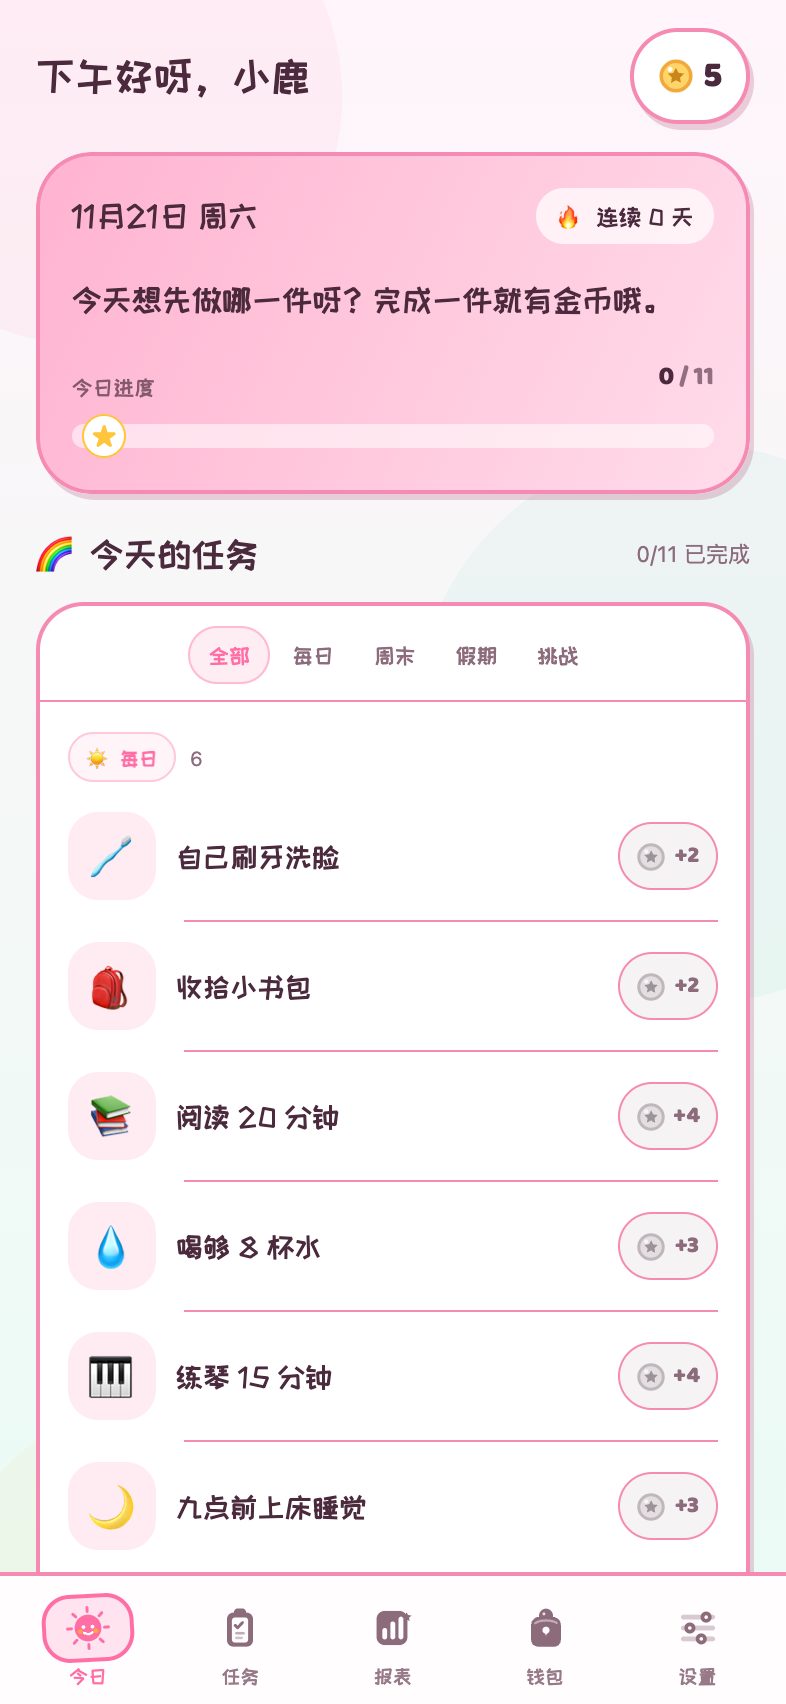 下午好呀，小鹿
5
11月21日 周六
连续 0 天
今天想先做哪一件呀？完成一件就有金币哦。
今日进度
0 / 11
今天的任务
0/11 已完成
全部 每日 周末 假期 挑战
每日 6
自己刷牙洗脸 +2
收拾小书包 +2
阅读 20 分钟 +4
喝够 8 杯水 +3
练琴 15 分钟 +4
九点前上床睡觉 +3
今日 任务 报表 钱包 设置